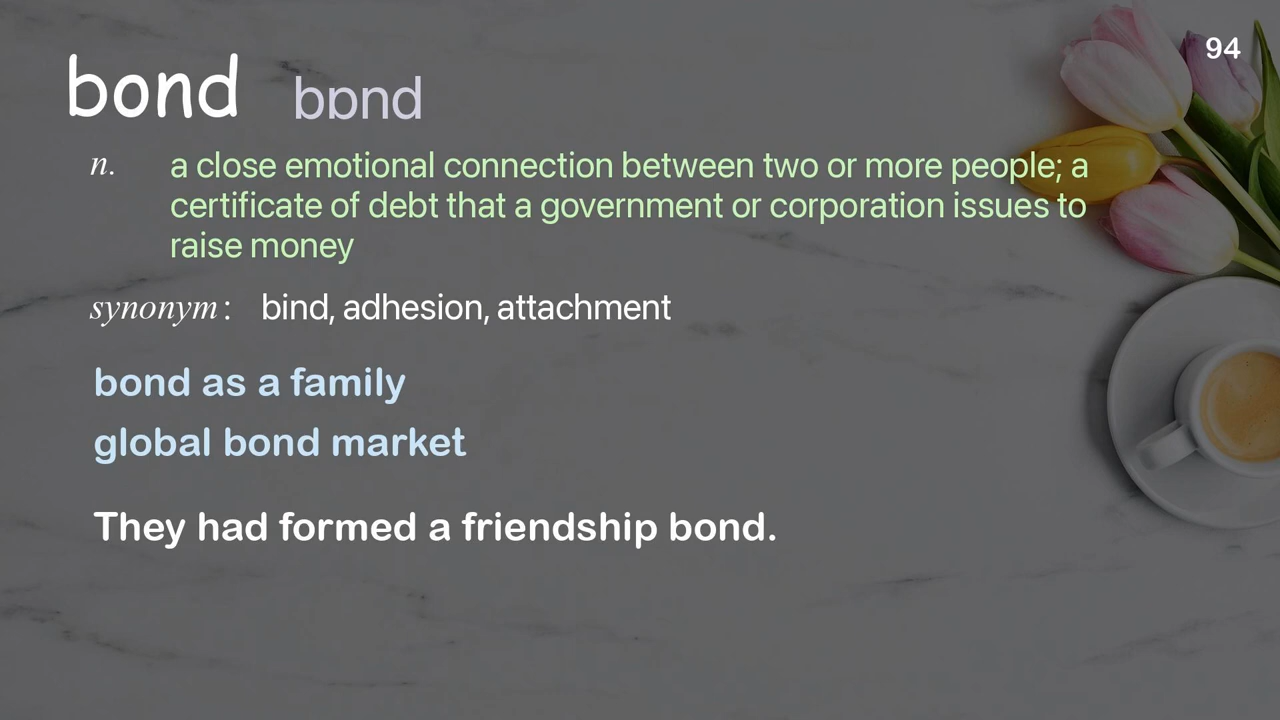 94
bond bɒnd
n. a close emotional connection between two or more people; a
certificate of debt that a government or corporation issues to
raise money
synonym: bind, adhesion, attachment
bond as a family
global bond market
They had formed a friendship bond.